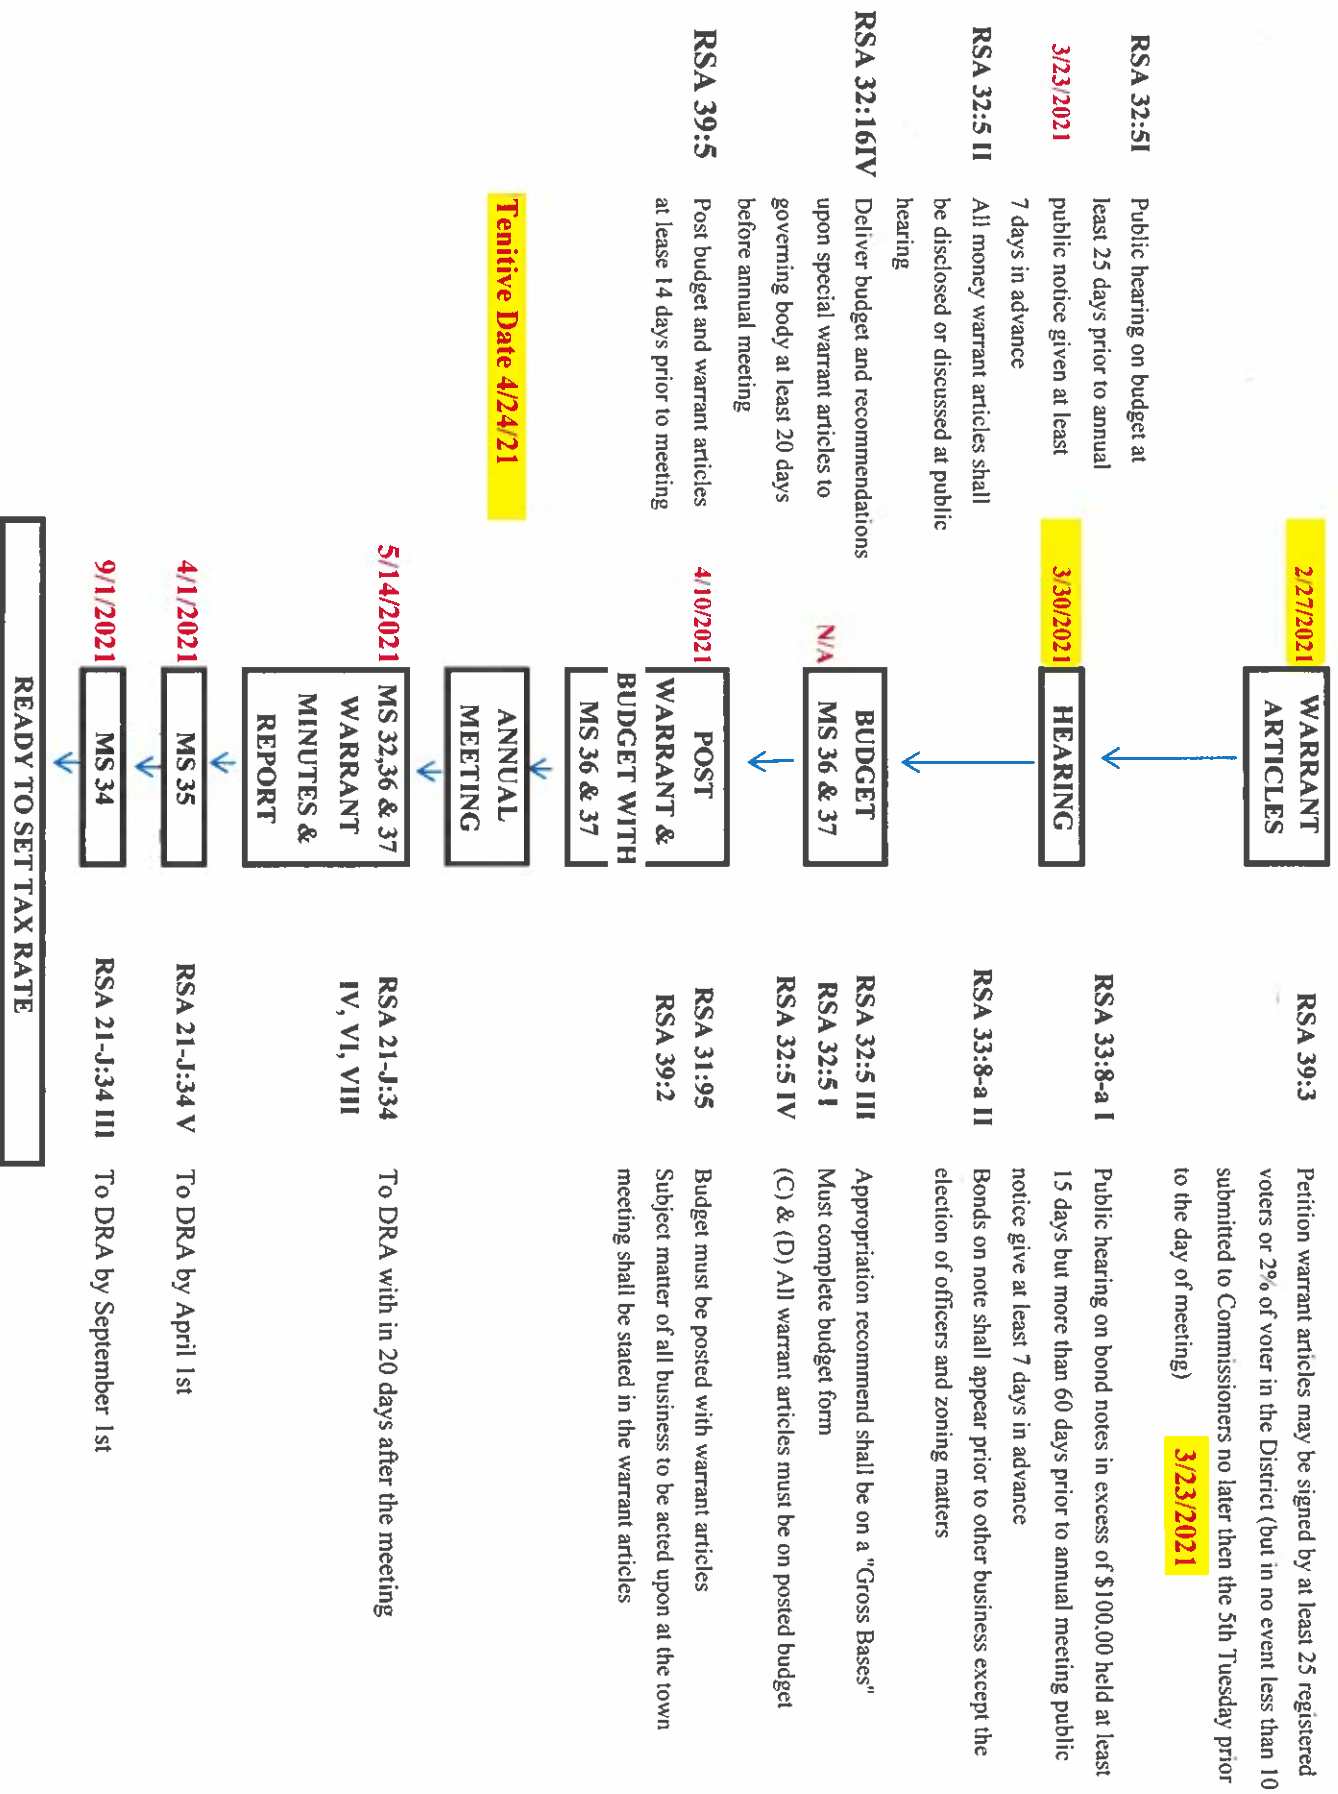 2/27/2021
WARRANT
ARTICLES
RSA 39:3
Petition warrant articles may be signed by at least 25 registered
voters or 2% of voter in the District (but in no event less than 10
submitted to Commissioners no later then the 5th Tuesday prior
to the day of meeting)
3/23/2021
RSA 32:5I
Public hearing on budget at
least 25 days prior to annual
3/23/2021
public notice given at least
7 days in advance
RSA 32:5 II
All money warrant articles shall
be disclosed or discussed at public
hearing
3/30/2021
HEARING
RSA 33:8-a I
Public hearing on bond notes in excess of $100.00 held at least
15 days but more than 60 days prior to annual meeting public
notice give at least 7 days in advance
RSA 33:8-a II
Bonds on note shall appear prior to other business except the
election of officers and zoning matters
RSA 32:16IV
Deliver budget and recommendations
upon special warrant articles to
governing body at least 20 days
before annual meeting
N/A
BUDGET
MS 36 & 37
RSA 32:5 III
Appropriation recommend shall be on a "Gross Bases"
RSA 32:5 I
Must complete budget form
RSA 32:5 IV
(C) & (D) All warrant articles must be on posted budget
RSA 39:5
Post budget and warrant articles
at lease 14 days prior to meeting
4/10/2021
POST
WARRANT &
BUDGET WITH
MS 36 & 37
RSA 31:95
Budget must be posted with warrant articles
RSA 39:2
Subject matter of all business to be acted upon at the town
meeting shall be stated in the warrant articles
Tenitive Date 4/24/21
ANNUAL
MEETING
5/14/2021
MS 32,36 & 37
WARRANT
MINUTES &
REPORT
RSA 21-J:34
IV, VI, VIII
To DRA with in 20 days after the meeting
4/1/2021
MS 35
RSA 21-J:34 V
To DRA by April 1st
9/1/2021
MS 34
RSA 21-J:34 III
To DRA by September 1st
READY TO SET TAX RATE